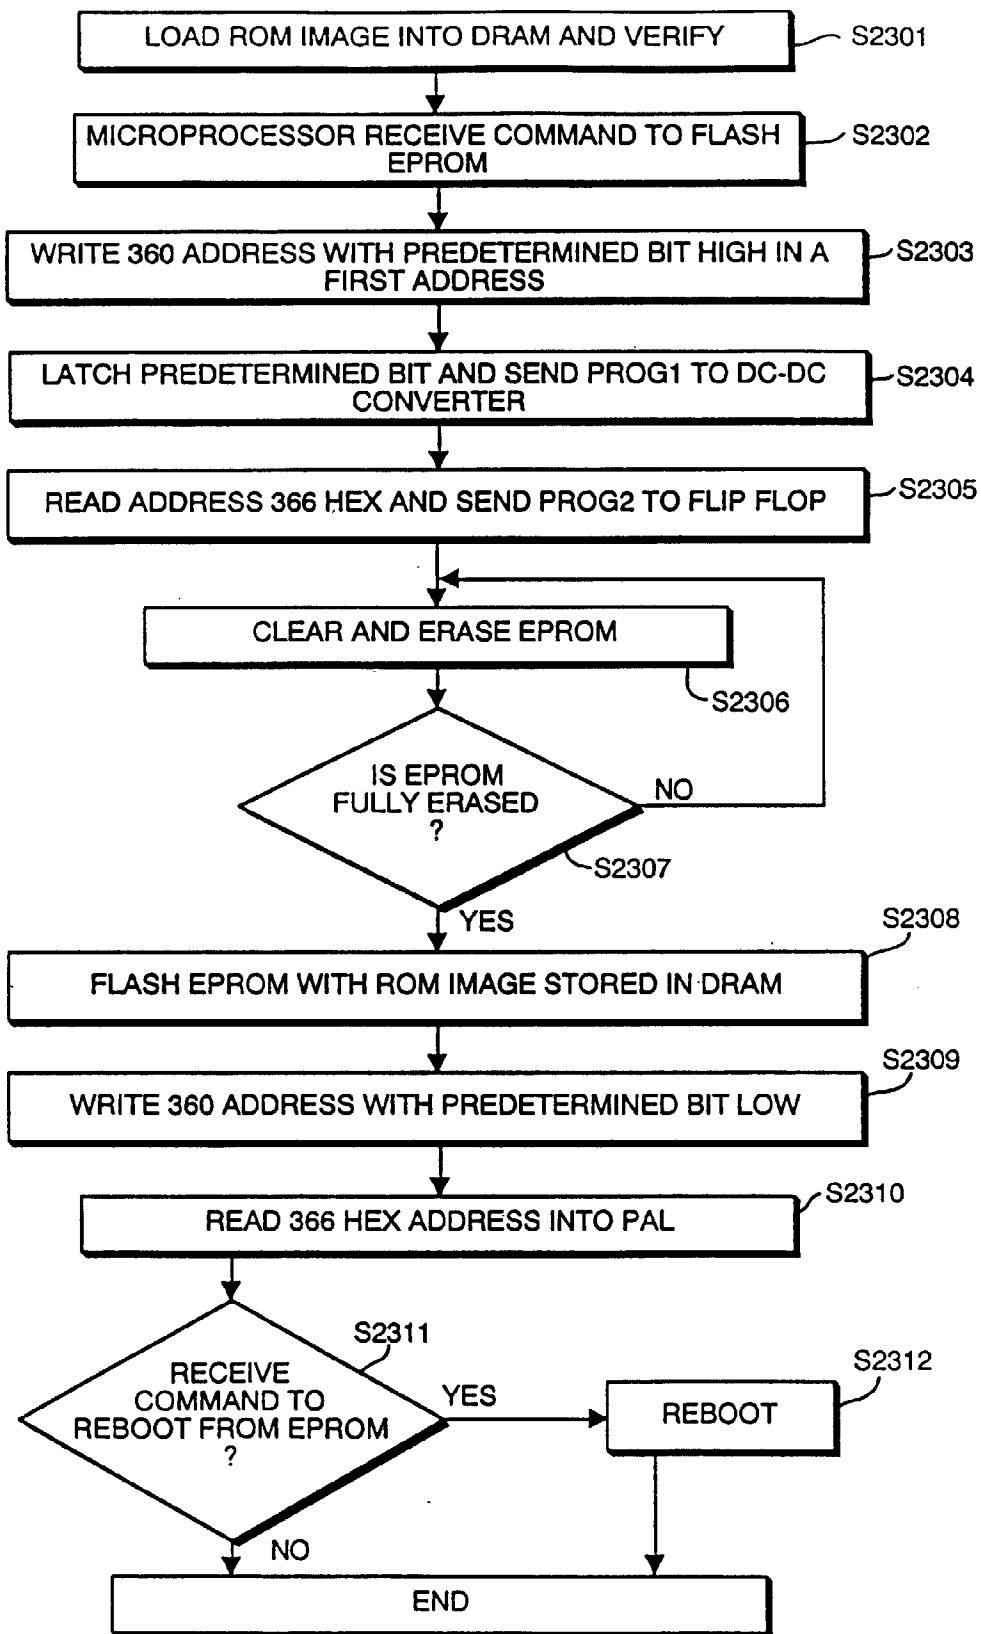 LOAD ROM IMAGE INTO DRAM AND VERIFY
S2301
MICROPROCESSOR RECEIVE COMMAND TO FLASH
EPROM
S2302
WRITE 360 ADDRESS WITH PREDETERMINED BIT HIGH IN A
FIRST ADDRESS
S2303
LATCH PREDETERMINED BIT AND SEND PROG1 TO DC-DC
CONVERTER
S2304
READ ADDRESS 366 HEX AND SEND PROG2 TO FLIP FLOP
S2305
CLEAR AND ERASE EPROM
S2306
IS EPROM
FULLY ERASED
?
NO
S2307
YES
S2308
FLASH EPROM WITH ROM IMAGE STORED IN DRAM
S2309
WRITE 360 ADDRESS WITH PREDETERMINED BIT LOW
S2310
READ 366 HEX ADDRESS INTO PAL
S2311
RECEIVE
COMMAND TO
REBOOT FROM EPROM
?
YES
S2312
REBOOT
NO
END